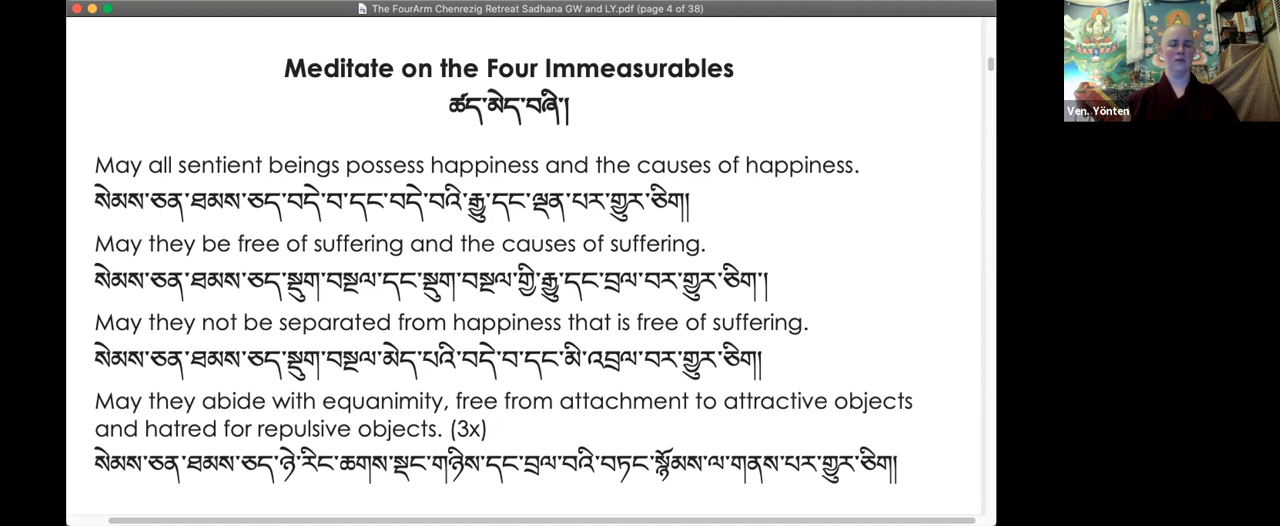 The FourArm Chenrezig Retreat Sadhana GW and LY.pdf (page 4 of 38)
Meditate on the Four Immeasurables
ཚད་མེད་བཞི།
May all sentient beings possess happiness and the causes of happiness.
སེམས་ཅན་ཐམས་ཅད་བདེ་བ་དང་བདེ་བའི་རྒྱུ་དང་ལྡན་པར་གྱུར་ཅིག།
May they be free of suffering and the causes of suffering.
སེམས་ཅན་ཐམས་ཅད་སྡུག་བསྔལ་དང་སྡུག་བསྔལ་གྱི་རྒྱུ་དང་བྲལ་བར་གྱུར་ཅིག་།
May they not be separated from happiness that is free of suffering.
སེམས་ཅན་ཐམས་ཅད་སྡུག་བསྔལ་མེད་པའི་བདེ་བ་དང་མི་འབྲལ་བར་གྱུར་ཅིག།
May they abide with equanimity, free from attachment to attractive objects
and hatred for repulsive objects. (3x)
སེམས་ཅན་ཐམས་ཅད་ཉེ་རིང་ཆགས་སྡང་གཉིས་དང་བྲལ་བའི་བཏང་སྙོམས་ལ་གནས་པར་གྱུར་ཅིག།
Ven. Yönten